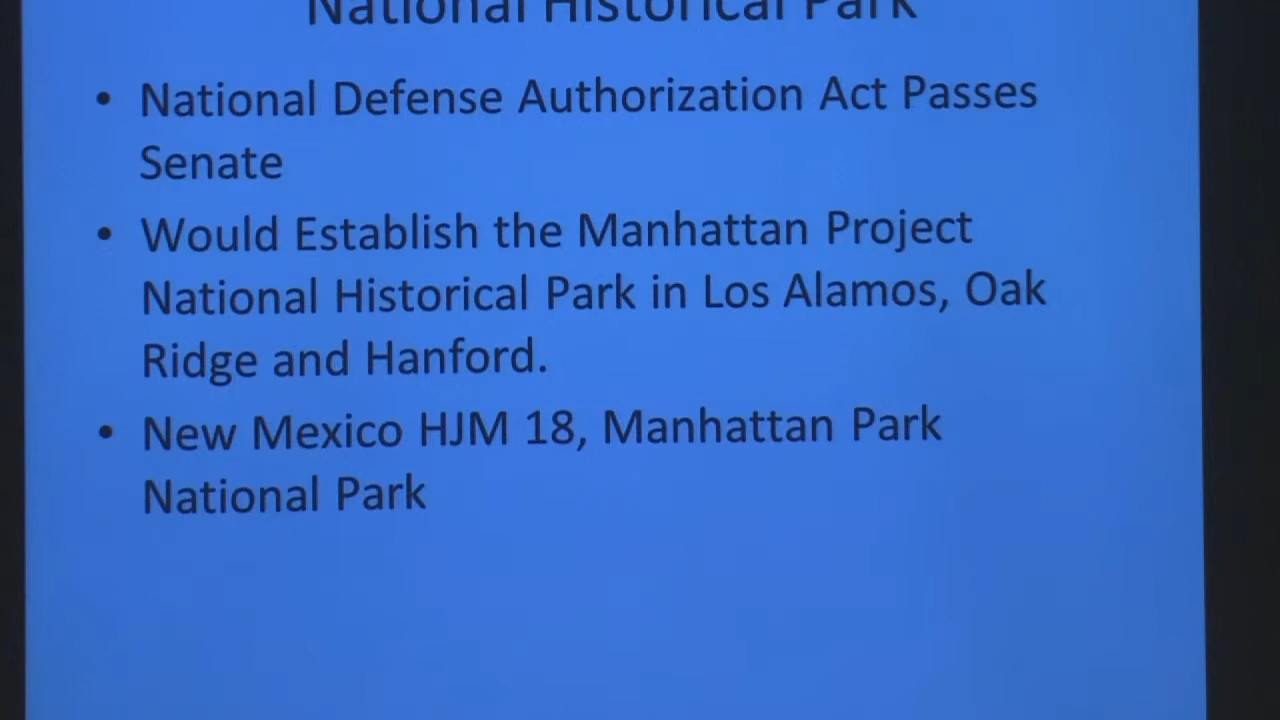 National Historical Park
• National Defense Authorization Act Passes
Senate
• Would Establish the Manhattan Project
National Historical Park in Los Alamos, Oak
Ridge and Hanford.
• New Mexico HJM 18, Manhattan Park
National Park